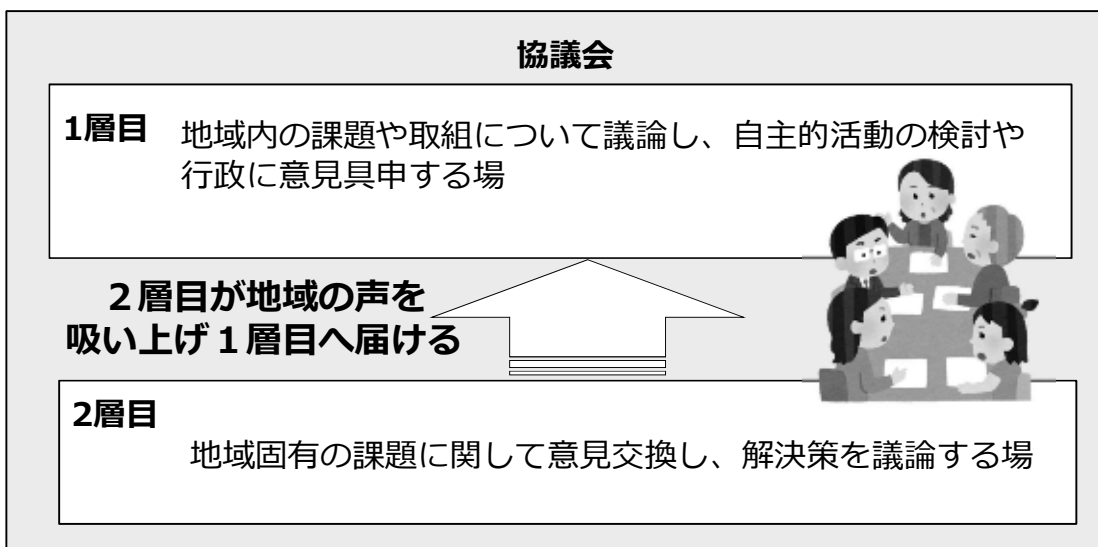 協議会
1層目
地域内の課題や取組について議論し、自主的活動の検討や
行政に意見具申する場
２層目が地域の声を
吸い上げ１層目へ届ける
2層目
地域固有の課題に関して意見交換し、解決策を議論する場